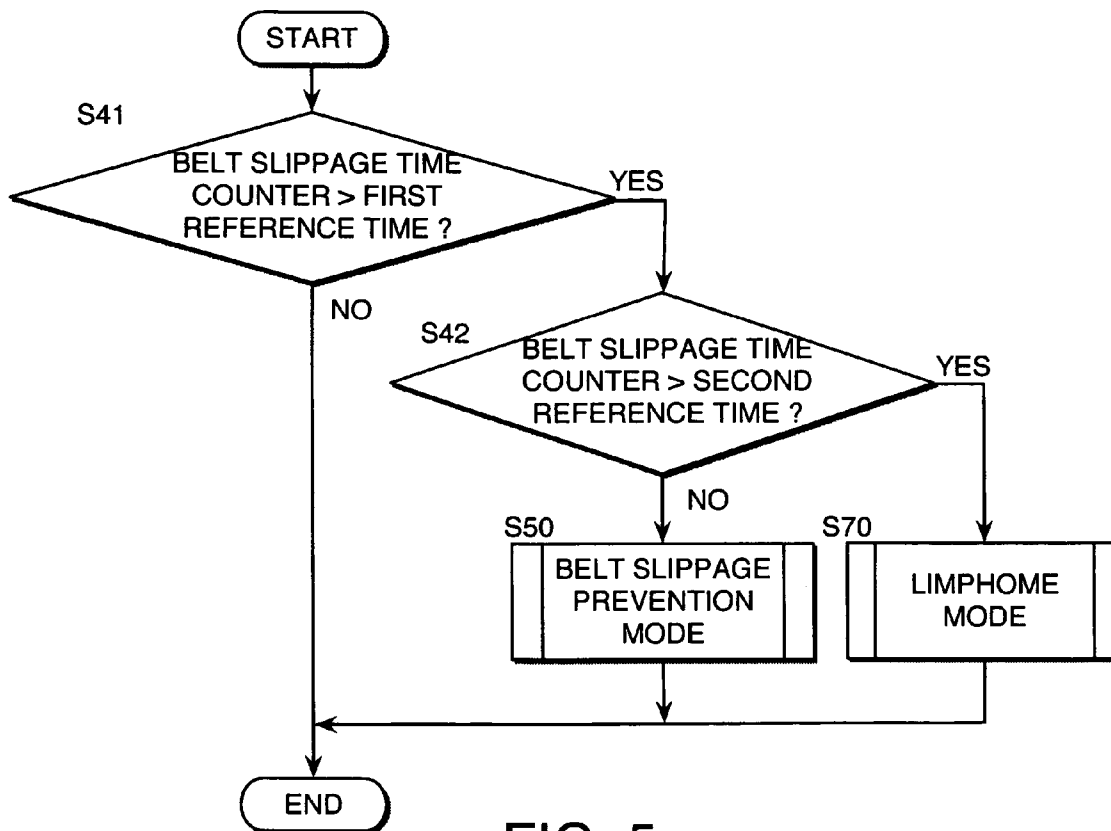 START
S41
BELT SLIPPAGE TIME
COUNTER > FIRST
REFERENCE TIME ?
YES
NO
S42
BELT SLIPPAGE TIME
COUNTER > SECOND
REFERENCE TIME ?
YES
NO
S50
BELT SLIPPAGE
PREVENTION
MODE
S70
LIMPHOME
MODE
END
FIG. 5